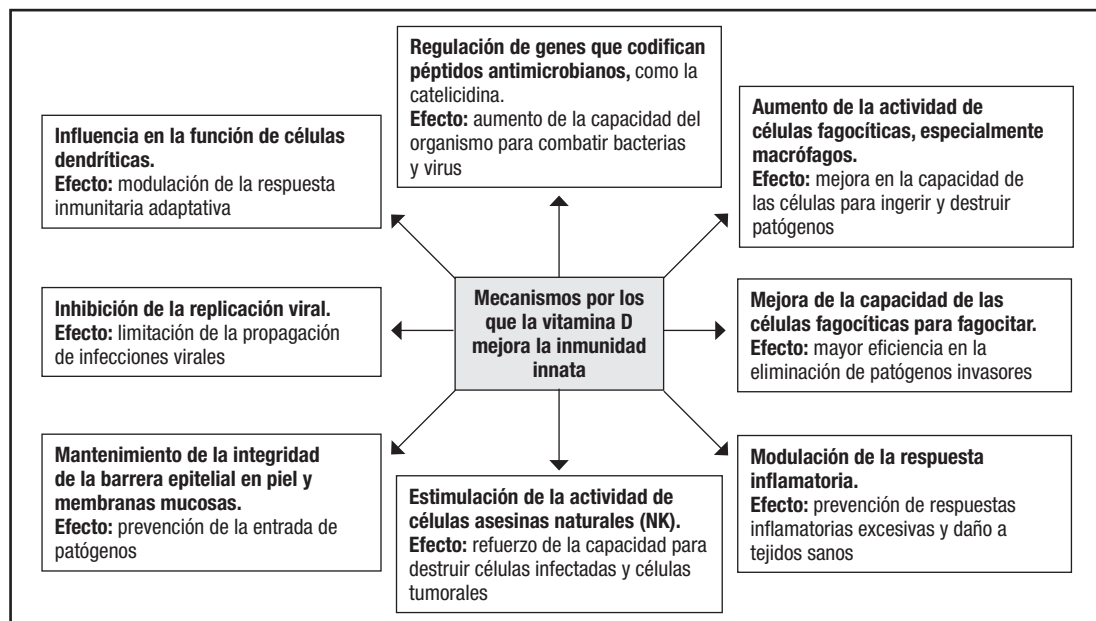 Regulación de genes que codifican
péptidos antimicrobianos, como la
catelicidina.
Efecto: aumento de la capacidad del
organismo para combatir bacterias
y virus
Influencia en la función de células
dendríticas.
Efecto: modulación de la respuesta
inmunitaria adaptativa
Aumento de la actividad de
células fagocíticas, especialmente
macrófagos.
Efecto: mejora en la capacidad de
las células para ingerir y destruir
patógenos
Inhibición de la replicación viral.
Efecto: limitación de la propagación
de infecciones virales
Mecanismos por los
que la vitamina D
mejora la inmunidad
innata
Mejora de la capacidad de las
células fagocíticas para fagocitar.
Efecto: mayor eficiencia en la
eliminación de patógenos invasores
Mantenimiento de la integridad
de la barrera epitelial en piel y
membranas mucosas.
Efecto: prevención de la entrada de
patógenos
Estimulación de la actividad de
células asesinas naturales (NK).
Efecto: refuerzo de la capacidad para
destruir células infectadas y células
tumorales
Modulación de la respuesta
inflamatoria.
Efecto: prevención de respuestas
inflamatorias excesivas y daño a
tejidos sanos